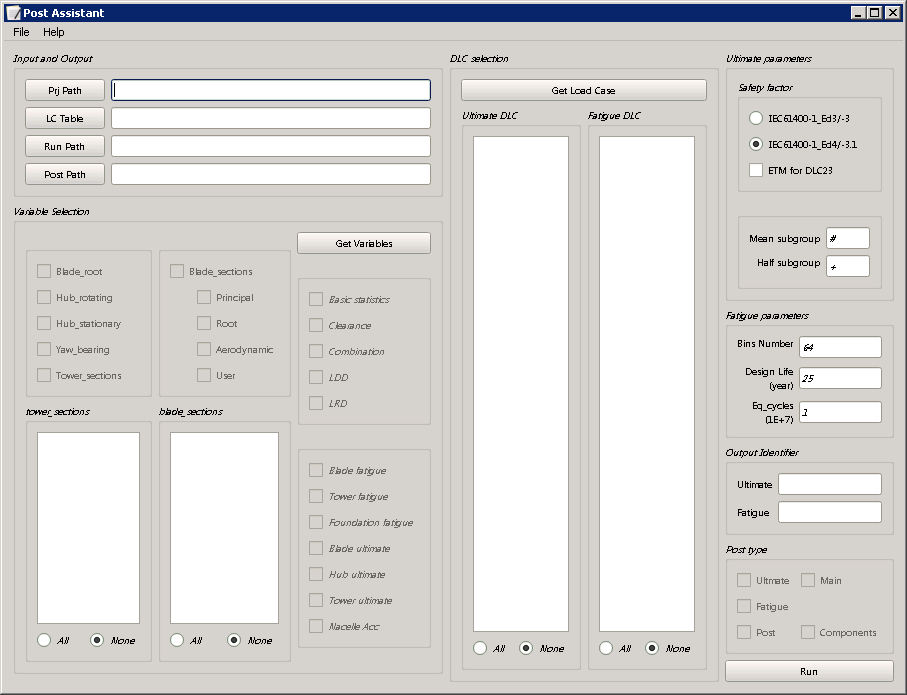 Post Assistant
File Help
Input and Output
Prj Path
LC Table
Run Path
Post Path
Variable Selection
Get Variables
Blade_root
Hub_rotating
Hub_stationary
Yaw_bearing
Tower_sections
Blade_sections
Principal
Root
Aerodynamic
User
Basic statistics
Clearance
Combination
LDD
LRD
tower_sections
All None
blade_sections
All None
Blade fatigue
Tower fatigue
Foundation fatigue
Blade ultimate
Hub ultimate
Tower ultimate
Nacelle Acc
DLC selection
Get Load Case
Ultimate DLC
All None
Fatigue DLC
All None
Ultimate parameters
Safety factor
IEC61400-1_Ed3/-3
IEC61400-1_Ed4/-3.1
ETM for DLC23
Mean subgroup #
Half subgroup +
Fatigue parameters
Bins Number 64
Design Life
(year) 25
Eq_cycles
(1E+7) 1
Output Identifier
Ultimate
Fatigue
Post type
Ultmate Main
Fatigue
Post Components
Run